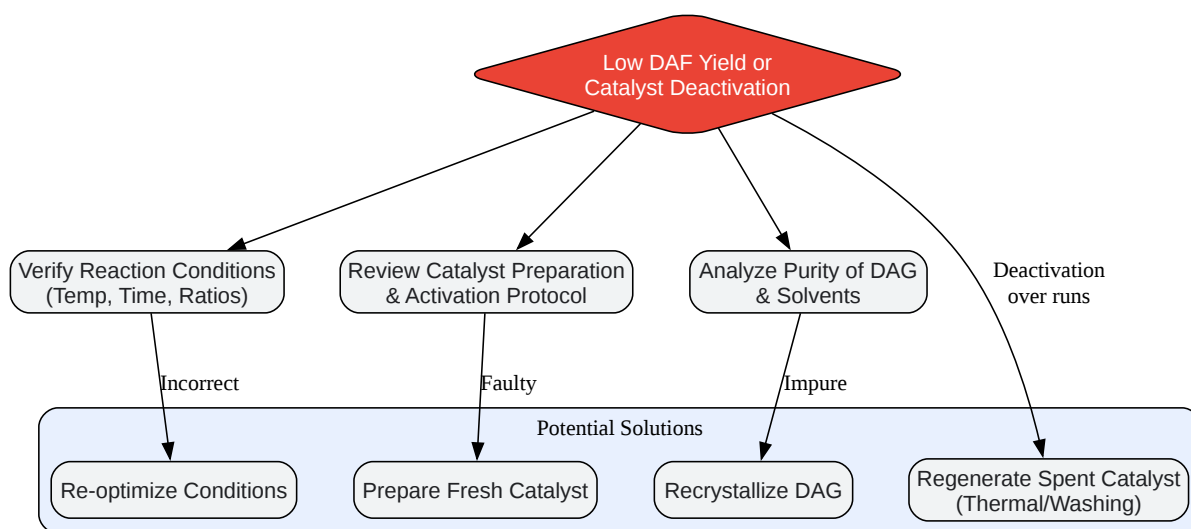 Low DAF Yield or
Catalyst Deactivation
Verify Reaction Conditions
(Temp, Time, Ratios)
Review Catalyst Preparation
& Activation Protocol
Analyze Purity of DAG
& Solvents
Deactivation
over runs
Incorrect
Faulty
Impure
Potential Solutions
Re-optimize Conditions
Prepare Fresh Catalyst
Recrystallize DAG
Regenerate Spent Catalyst
(Thermal/Washing)